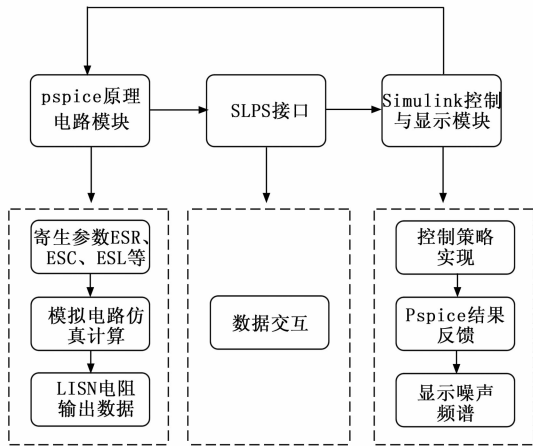 pspice原理
电路模块
SLPS接口
Simulink控制
与显示模块
寄生参数ESR、
ESC、ESL等
模拟电路仿
真计算
LISN电阻
输出数据
数据交互
控制策略
实现
Pspice结果
反馈
显示噪声
频谱